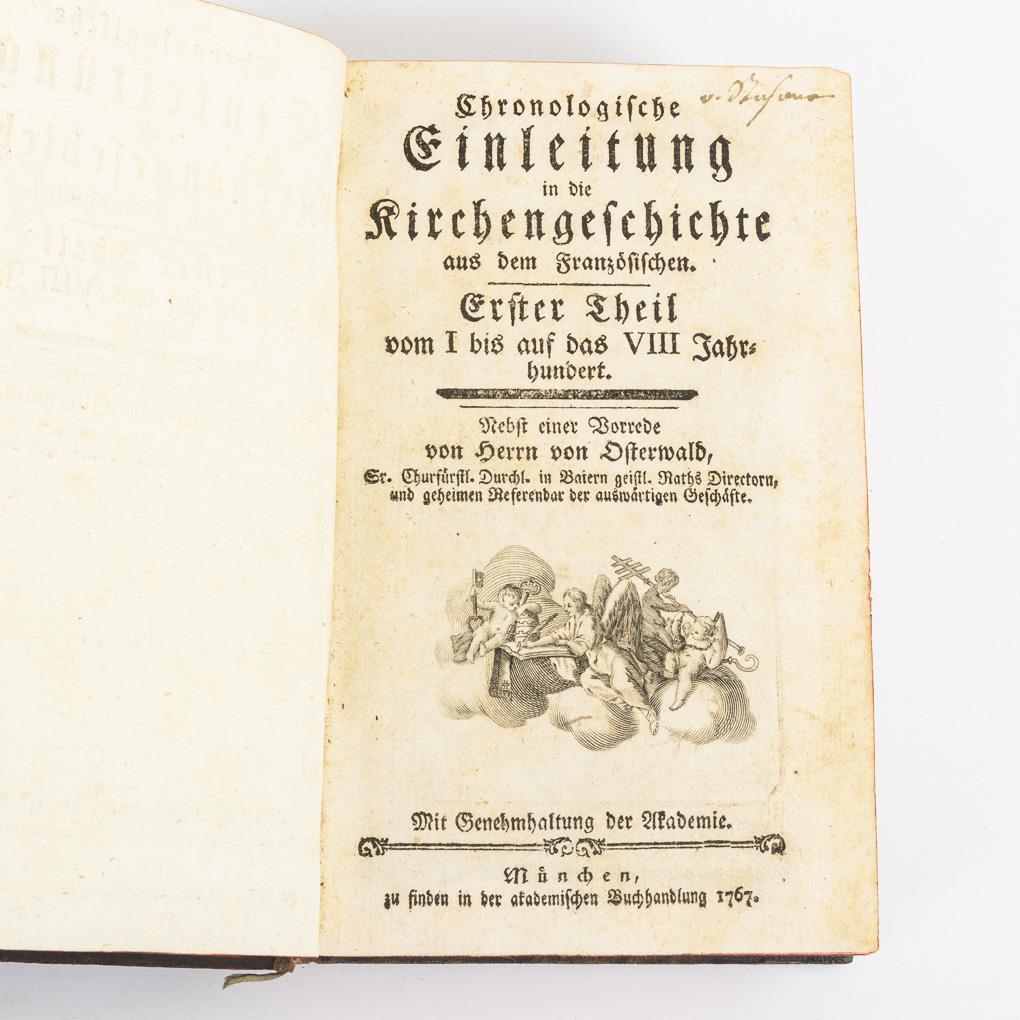 Chronologische
Einleitung
in die
Kirchengeschichte
aus dem Französischen.
Erster Theil
vom I bis auf das VIII Jahr-
hundert.
Nebst einer Vorrede
von Herrn von Osterwald,
Sr. Churfürstl. Durchl. in Baiern geistl. Raths Directorn,
und geheimen Referendar der auswärtigen Geschäfte.
Mit Genehmhaltung der Akademie.
München,
zu finden in der akademischen Buchhandlung 1767.